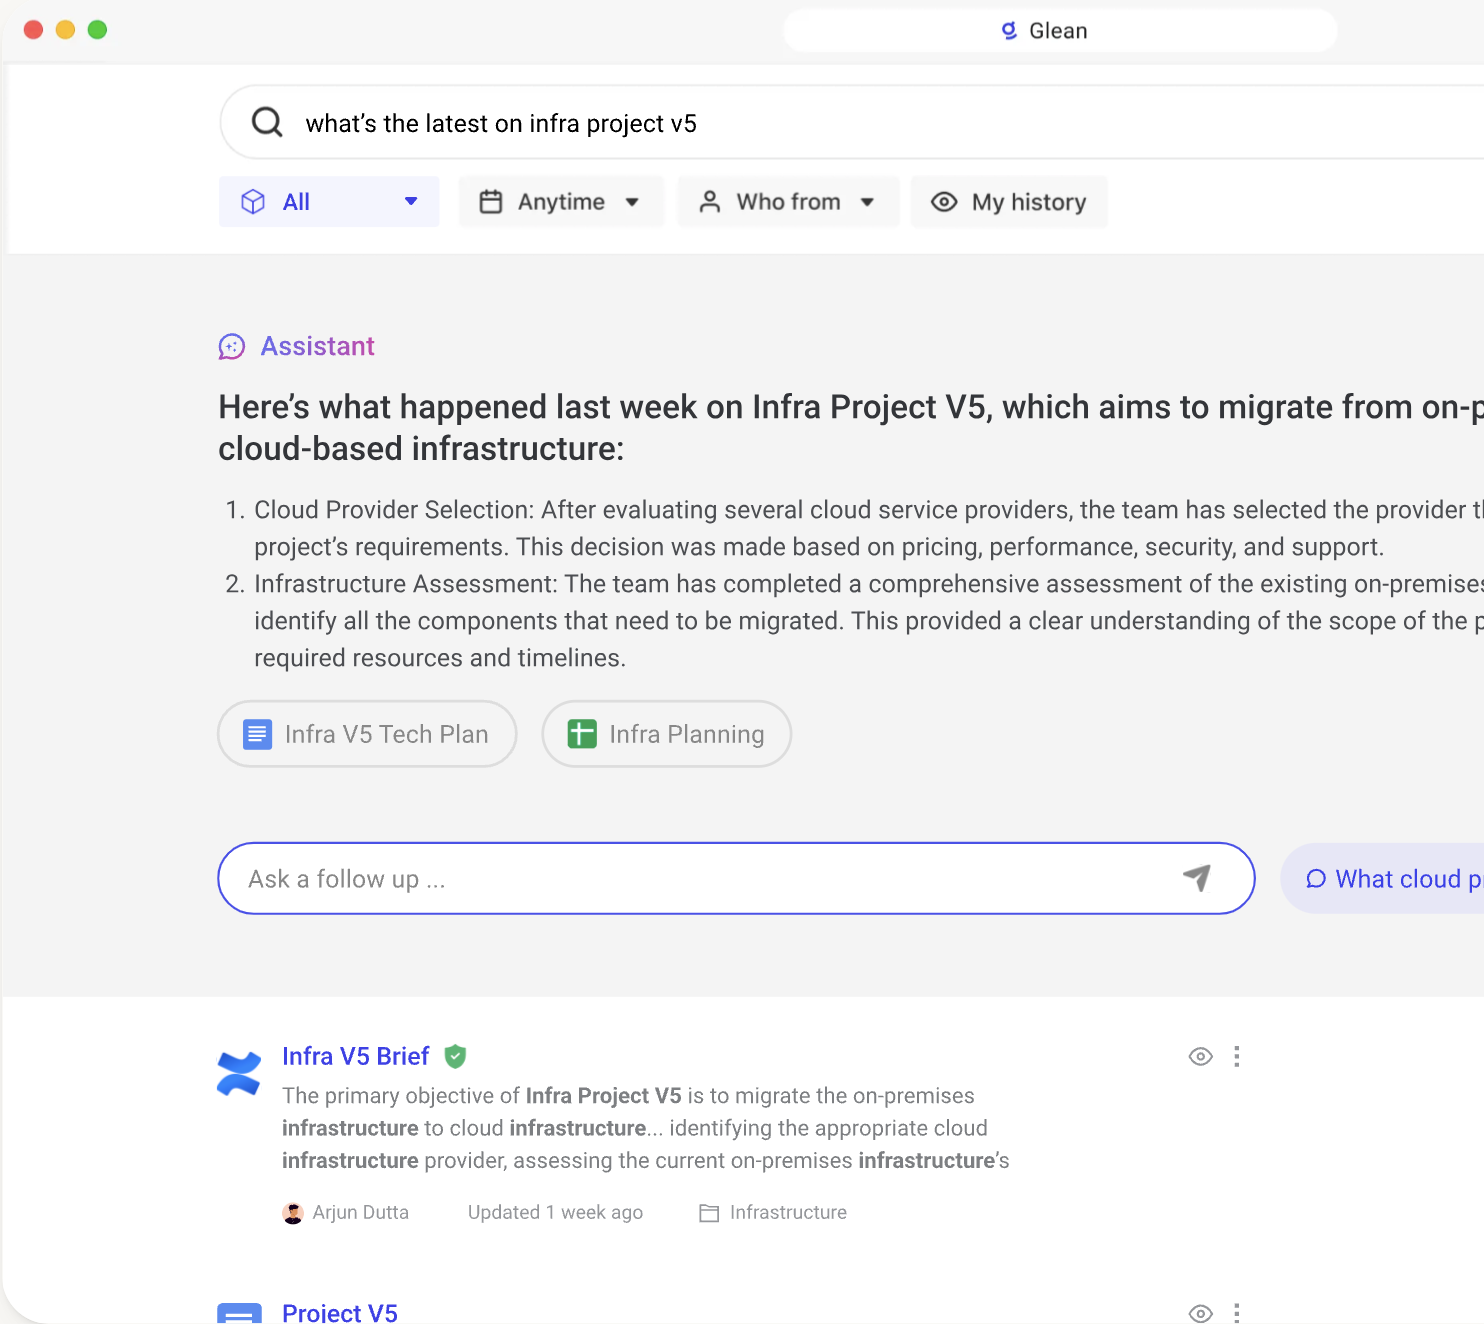 Glean
what’s the latest on infra project v5
All
Anytime
Who from
My history
Assistant
Here’s what happened last week on Infra Project V5, which aims to migrate from
cloud-based infrastructure:
1. Cloud Provider Selection: After evaluating several cloud service providers, the team has selected the provider
project’s requirements. This decision was made based on pricing, performance, security, and support.
2. Infrastructure Assessment: The team has completed a comprehensive assessment of the existing on-premises
identify all the components that need to be migrated. This provided a clear understanding of the scope of the
required resources and timelines.
Infra V5 Tech Plan
Infra Planning
Ask a follow up ...
What cloud
Infra V5 Brief
The primary objective of Infra Project V5 is to migrate the on-premises
infrastructure to cloud infrastructure... identifying the appropriate cloud
infrastructure provider, assessing the current on-premises infrastructure’s
Arjun Dutta
Updated 1 week ago
Infrastructure
Project V5